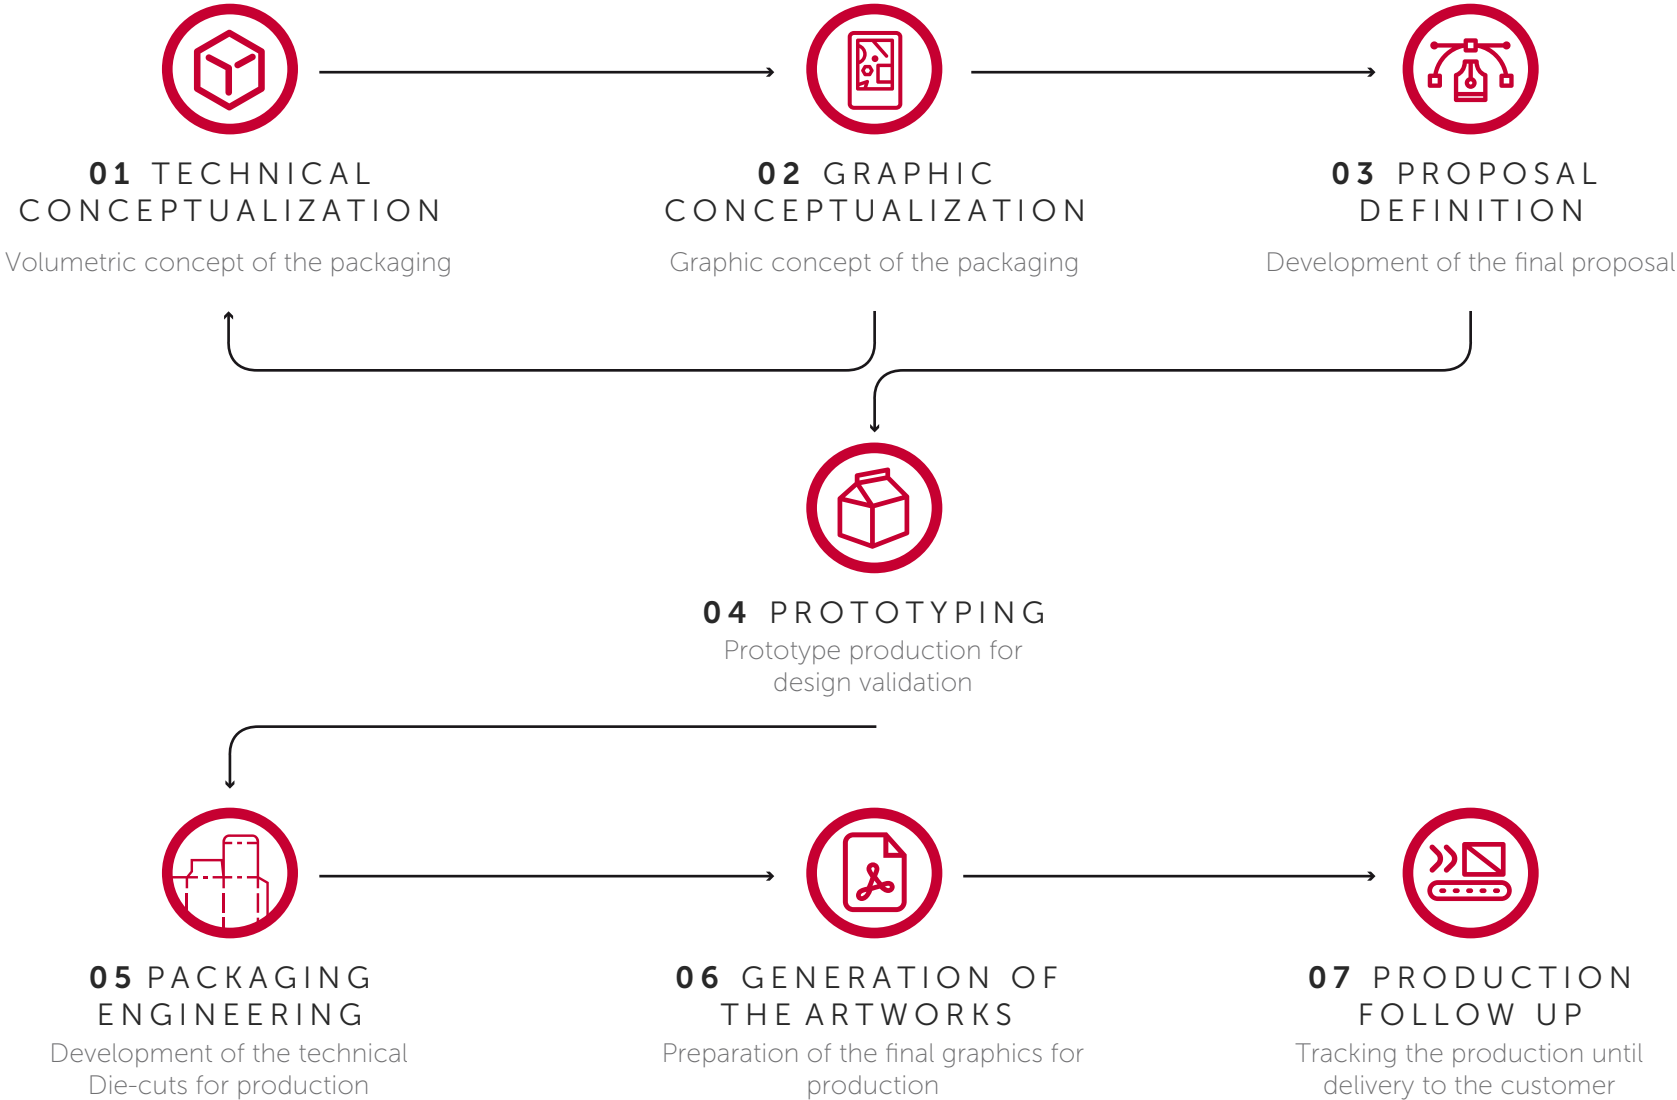 01 TECHNICAL
CONCEPTUALIZATION
Volumetric concept of the packaging
02 GRAPHIC
CONCEPTUALIZATION
Graphic concept of the packaging
03 PROPOSAL
DEFINITION
Development of the final proposal
04 PROTOTYPING
Prototype production for
design validation
05 PACKAGING
ENGINEERING
Development of the technical
Die-cuts for production
06 GENERATION OF
THE ARTWORKS
Preparation of the final graphics for
production
07 PRODUCTION
FOLLOW UP
Tracking the production until
delivery to the customer